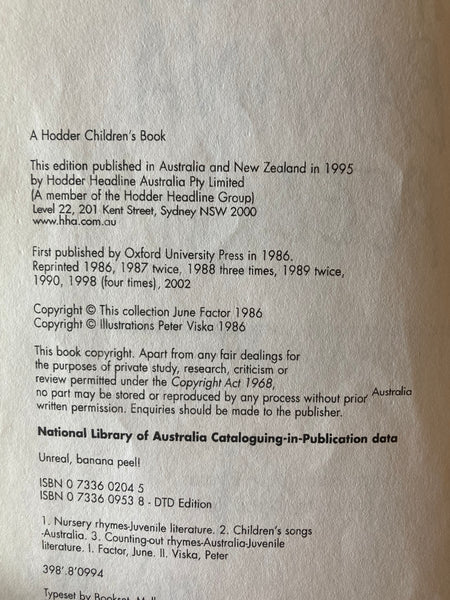 A Hodder Children's Book
This edition published in Australia and New Zealand in 1995
by Hodder Headline Australia Pty Limited
(A member of the Hodder Headline Group)
Level 22, 201 Kent Street, Sydney NSW 2000
www.hha.com.au
First published by Oxford University Press in 1986.
Reprinted 1986, 1987 twice, 1988 three times, 1989 twice,
1990, 1998 (four times), 2002
Copyright © This collection June Factor 1986
Copyright © Illustrations Peter Viska 1986
This book copyright. Apart from any fair dealings for
the purposes of private study, research, criticism or
review permitted under the Copyright Act 1968,
no part may be stored or reproduced by any process without prior Australia
written permission. Enquiries should be made to the publisher.
National Library of Australia Cataloguing-in-Publication data
Unreal, banana peel!
ISBN 0 7336 0204 5
ISBN 0 7336 0953 8 - DTD Edition
1. Nursery rhymes-Juvenile literature. 2. Children's songs
-Australia. 3. Counting-out rhymes-Australia-Juvenile
literature. I. Factor, June. II. Viska, Peter
398'.8'0994
Typeset by Bookset,